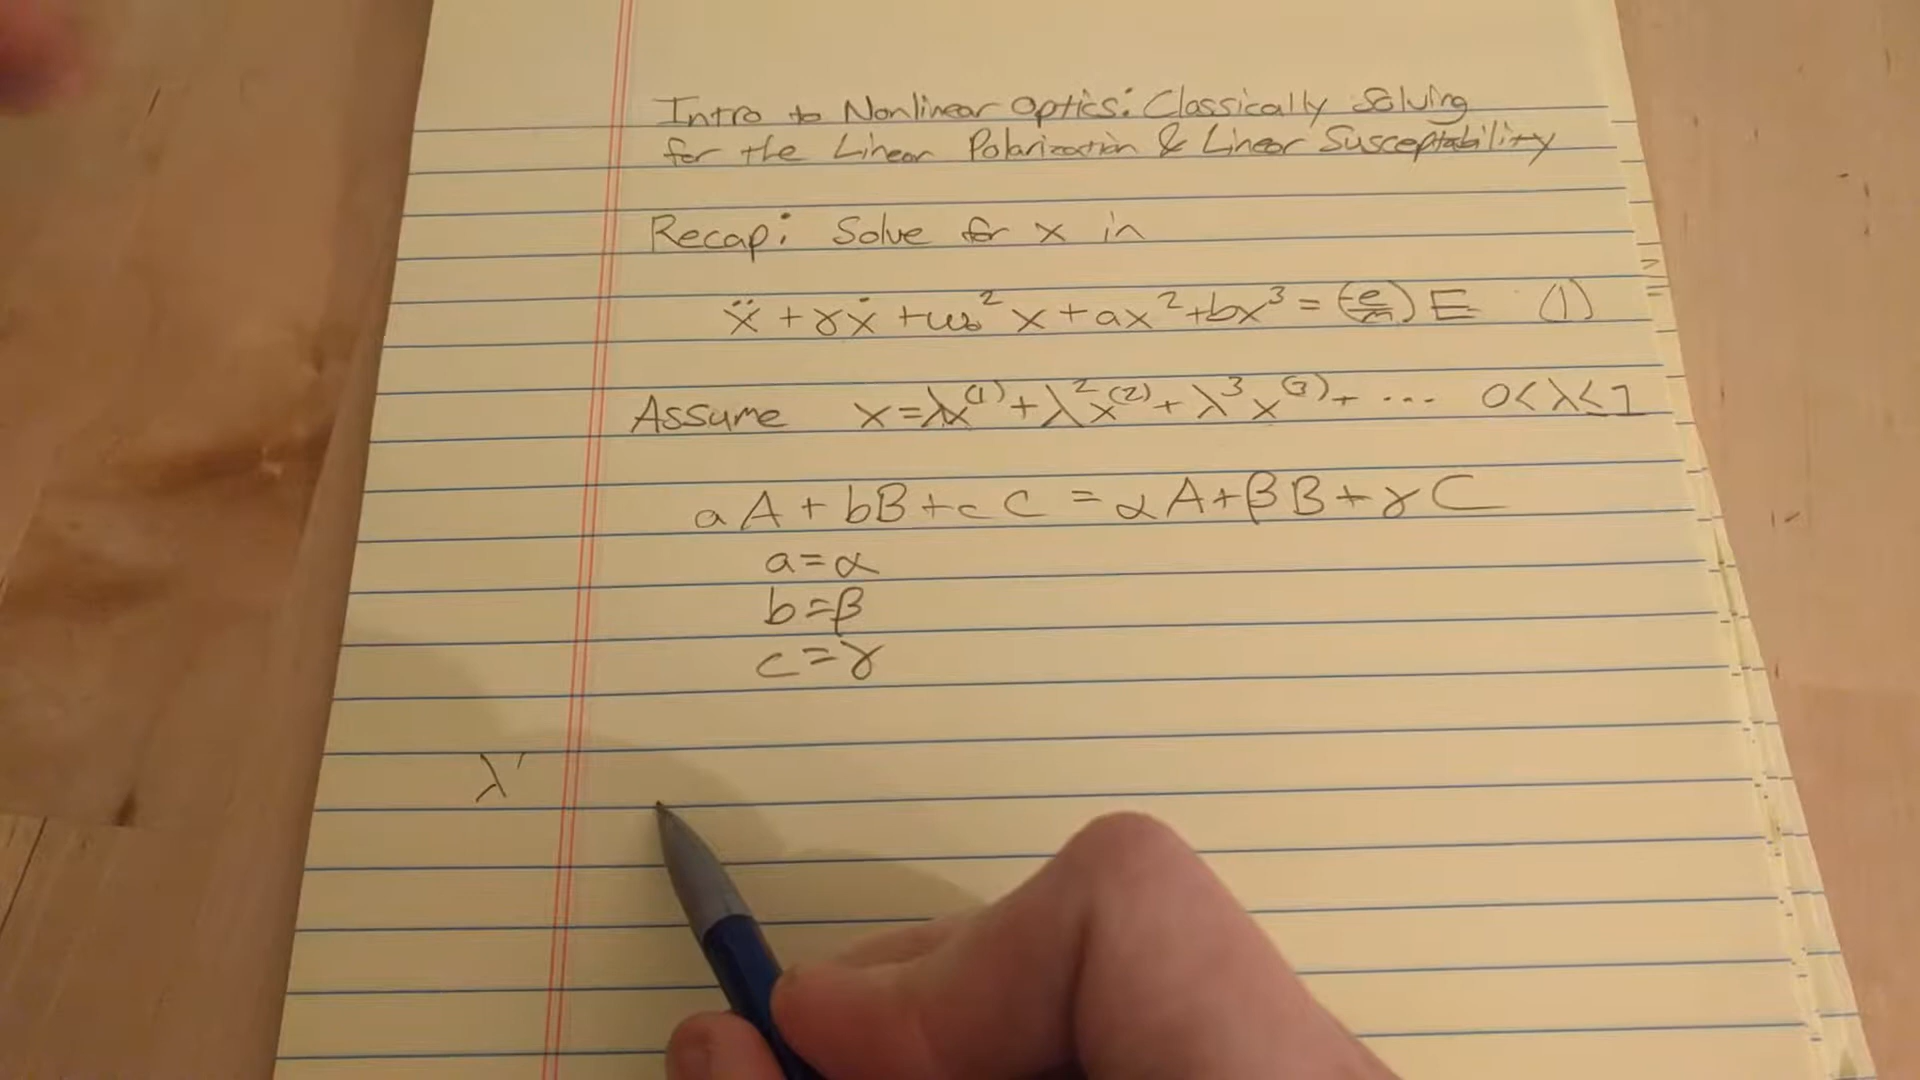 Intro to Nonlinear Optics: Classically Solving
for the Linear Polarization & Linear Susceptability
Recap: Solve for x in
ẍ + γẋ + ω₀²x + ax² + bx³ = (-e/m) E (1)
Assume x = λx⁽¹⁾ + λ²x⁽²⁾ + λ³x⁽³⁾ + ... 0<λ≤1
aA + bB + cC = αA + βB + γC
a = α
b = β
c = γ
λ'